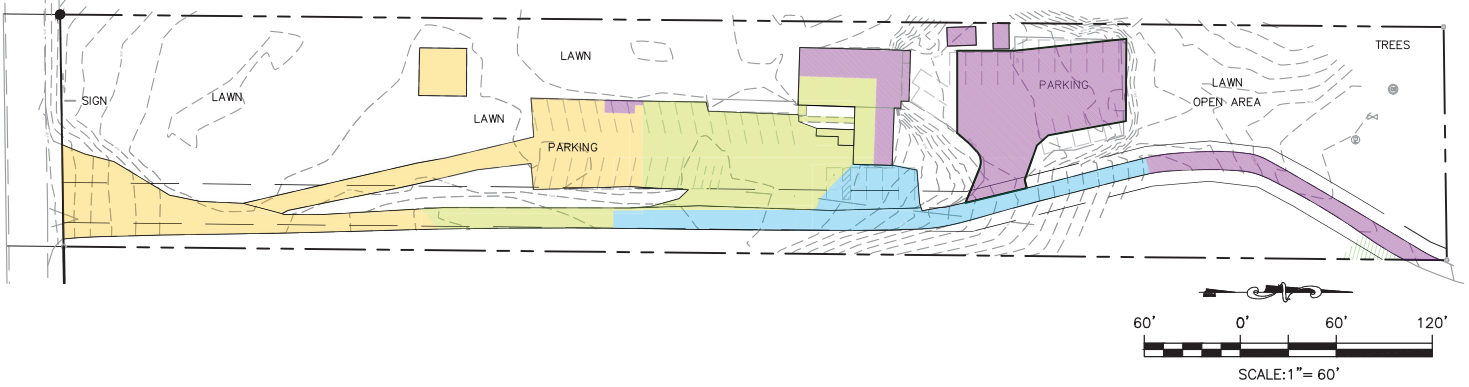 LAWN
TREES
SIGN
LAWN
PARKING
LAWN
OPEN AREA
LAWN
PARKING
60' 0' 60' 120'
SCALE:1"= 60'